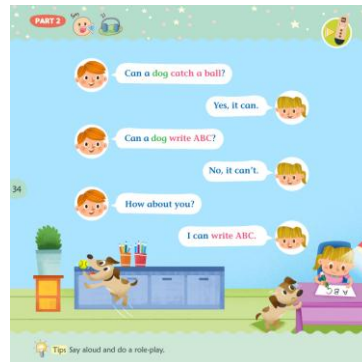 PART 2
Can a dog catch a ball?
Yes, it can.
Can a dog write ABC?
No, it can't.
34
How about you?
I can write ABC.
ABC
Tips Say aloud and do a role-play.